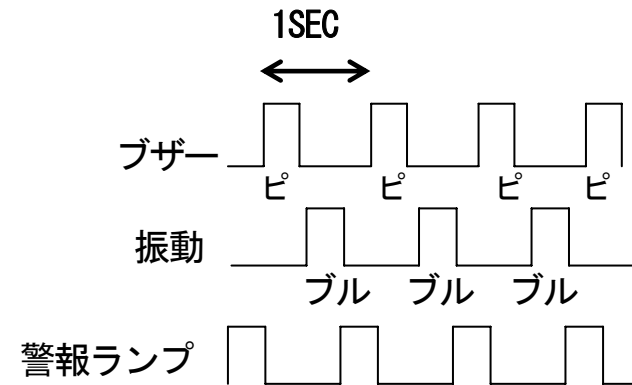 1SEC
ブザー
ピ ピ ピ ピ
振動
ブル ブル ブル
警報ランプ